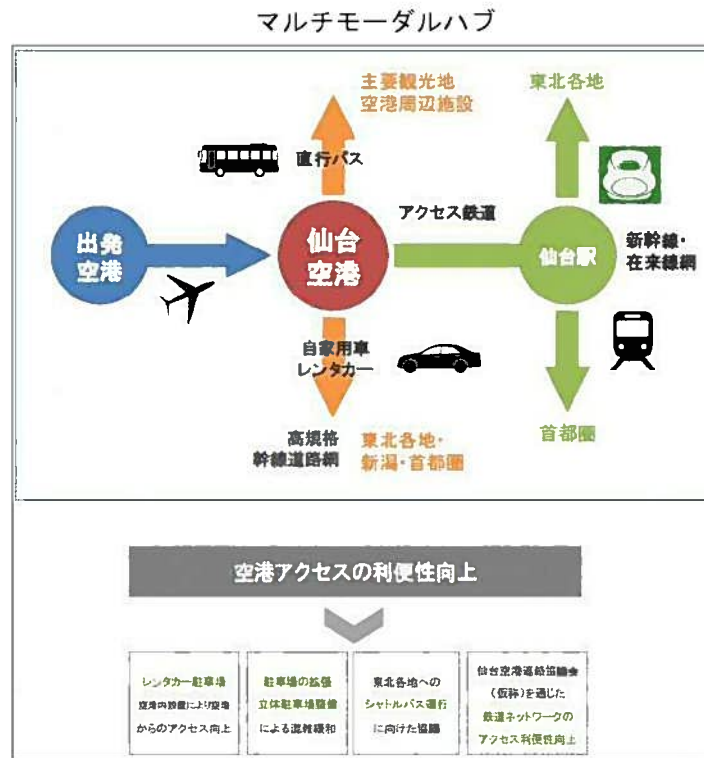 マルチモーダルハブ
主要観光地
空港周辺施設
東北各地
直行バス
アクセス鉄道
出発
空港
仙台
空港
仙台駅
新幹線・
在来線網
自家用車
レンタカー
高規格
幹線道路網
東北各地・
新潟・首都圏
首都圏
空港アクセスの利便性向上
レンタカー駐車場
空港内設置により空港
からのアクセス向上
駐車場の拡張
立体駐車場整備
による混雑緩和
東北各地への
シャトルバス運行
に向けた協議
仙台空港連絡協議会
(仮称)を通じた
鉄道ネットワークの
アクセス利便性向上